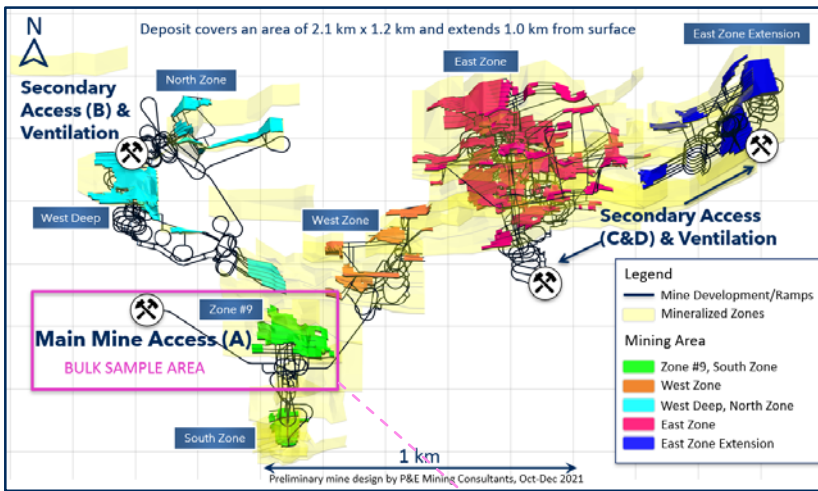 Deposit covers an area of 2.1 km x 1.2 km and extends 1.0 km from surface
N
North Zone
East Zone
East Zone Extension
Secondary
Access (B) &
Ventilation
West Deep
West Zone
Secondary Access
(C&D) & Ventilation
Zone #9
Main Mine Access (A)
BULK SAMPLE AREA
South Zone
1 km
Preliminary mine design by P&E Mining Consultants, Oct-Dec 2021
Legend
Mine Development/Ramps
Mineralized Zones
Mining Area
Zone #9, South Zone
West Zone
West Deep, North Zone
East Zone
East Zone Extension